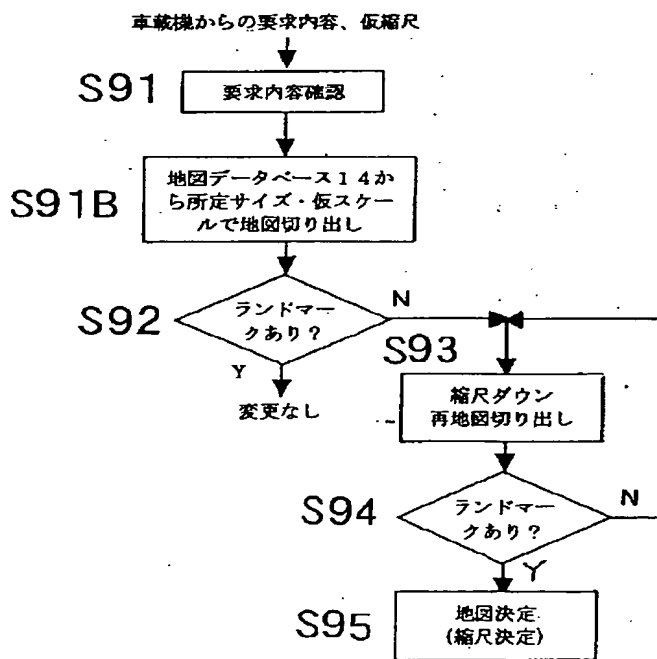 車載機からの要求内容、仮縮尺
S91
要求内容確認
S91B
地図データベース14か
ら所定サイズ・仮スケー
ルで地図切り出し
S92
ランドマー
クあり?
N
Y
変更なし
S93
縮尺ダウン
再地図切り出し
S94
ランドマー
クあり?
N
Y
S95
地図決定
(縮尺決定)